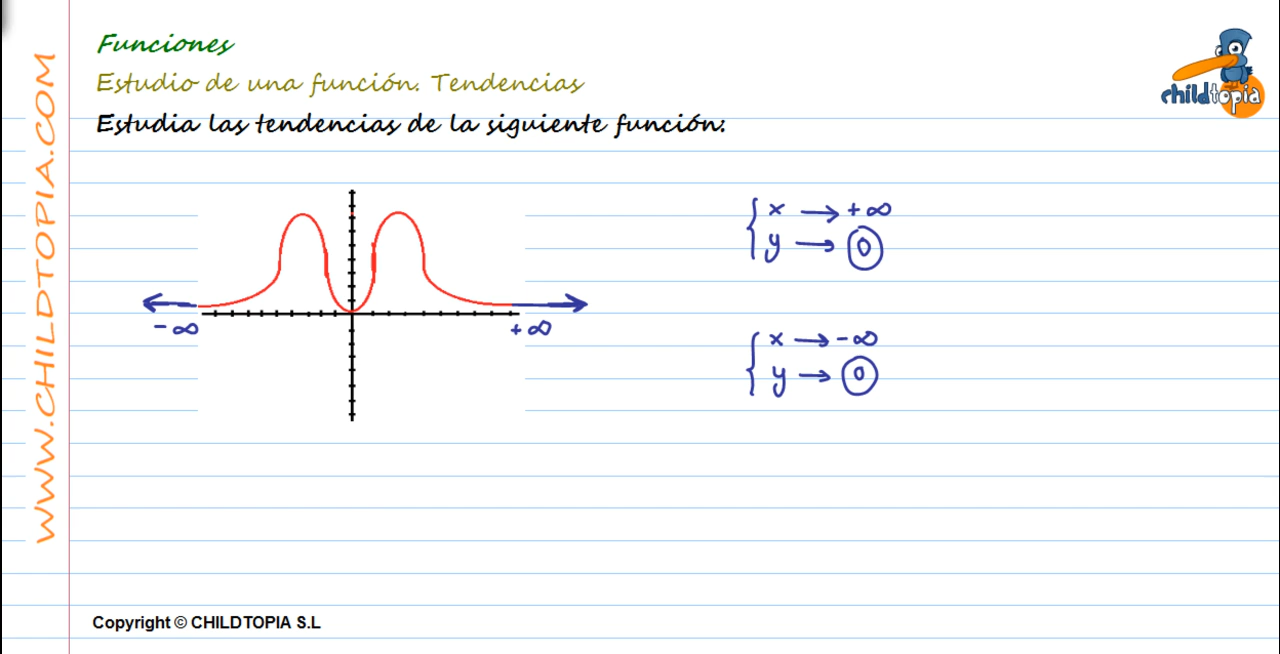 Funciones
Estudio de una función. Tendencias
Estudia las tendencias de la siguiente función:
childtopia
WWW.CHILDTOPIA.COM
x → +∞
y → 0
- ∞
+ ∞
x → -∞
y → 0
Copyright © CHILDTOPIA S.L